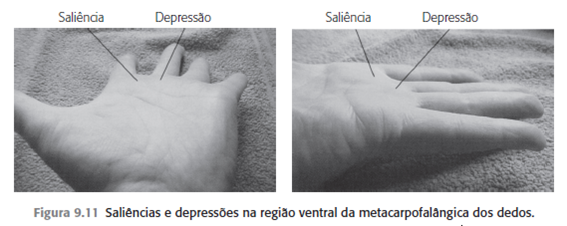 Saliência Depressão Saliência Depressão
Figura 9.11 Saliências e depressões na região ventral da metacarpofalângica dos dedos.